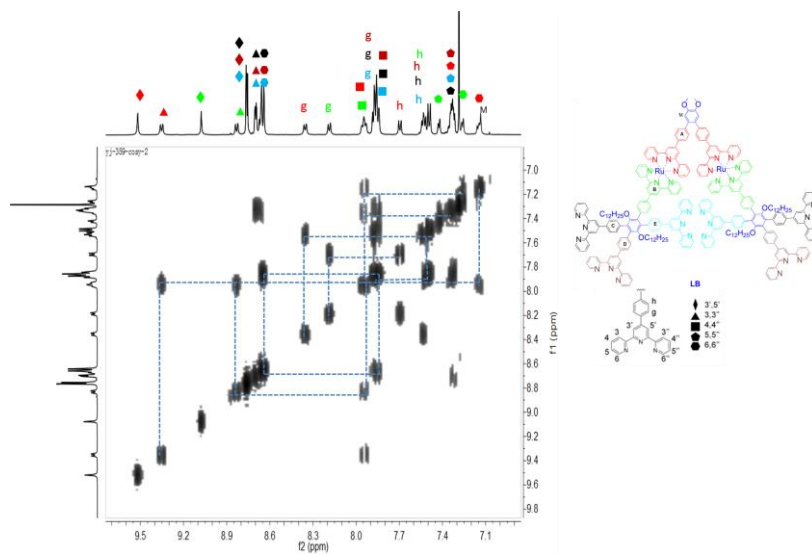 g
g
g
g
h
h
h
h
g
g
h
M
yj-369-cosy-2
7.0
7.2
7.4
7.6
7.8
8.0
8.2
8.4
8.6
8.8
9.0
9.2
9.4
9.6
9.8
f1 (ppm)
9.5 9.2 8.9 8.6 8.3 8.0 7.7 7.4 7.1
f2 (ppm)
O O
M
A
N N N N N N
N Ru N N Ru N
B
OC12H25 OC12H25
C E
D
OC12H25 OC12H25
LB
h
g
3' 5'
4 3 3'' 4''
5 6 6'' 5''
N N N
3',5'
3,3''
4,4''
5,5''
6,6''